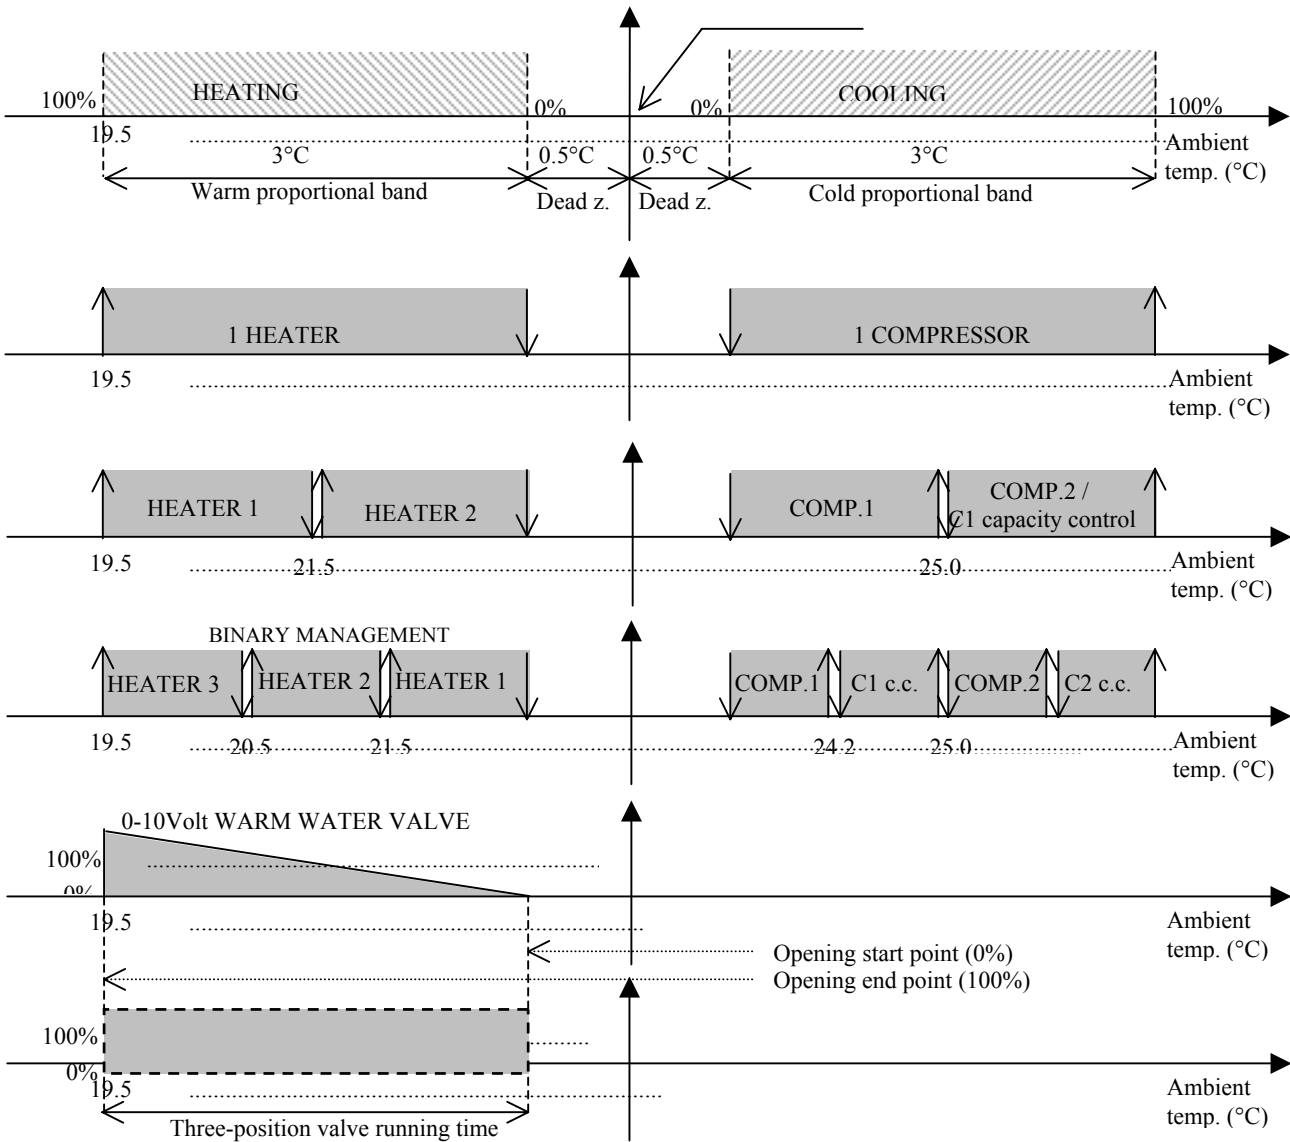 HEATING
COOLING
100%
0%
0%
100%
19.5
Ambient
temp. (°C)
3°C
0.5°C
0.5°C
3°C
Warm proportional band
Dead z.
Dead z.
Cold proportional band
1 HEATER
1 COMPRESSOR
19.5
Ambient
temp. (°C)
HEATER 1
HEATER 2
COMP.1
COMP.2 /
C1 capacity control
19.5
21.5
25.0
Ambient
temp. (°C)
BINARY MANAGEMENT
HEATER 3
HEATER 2
HEATER 1
COMP.1
C1 c.c.
COMP.2
C2 c.c.
19.5
20.5
21.5
24.2
25.0
Ambient
temp. (°C)
0-10Volt WARM WATER VALVE
100%
0%
19.5
Ambient
temp. (°C)
Opening start point (0%)
Opening end point (100%)
100%
0%
19.5
Ambient
temp. (°C)
Three-position valve running time